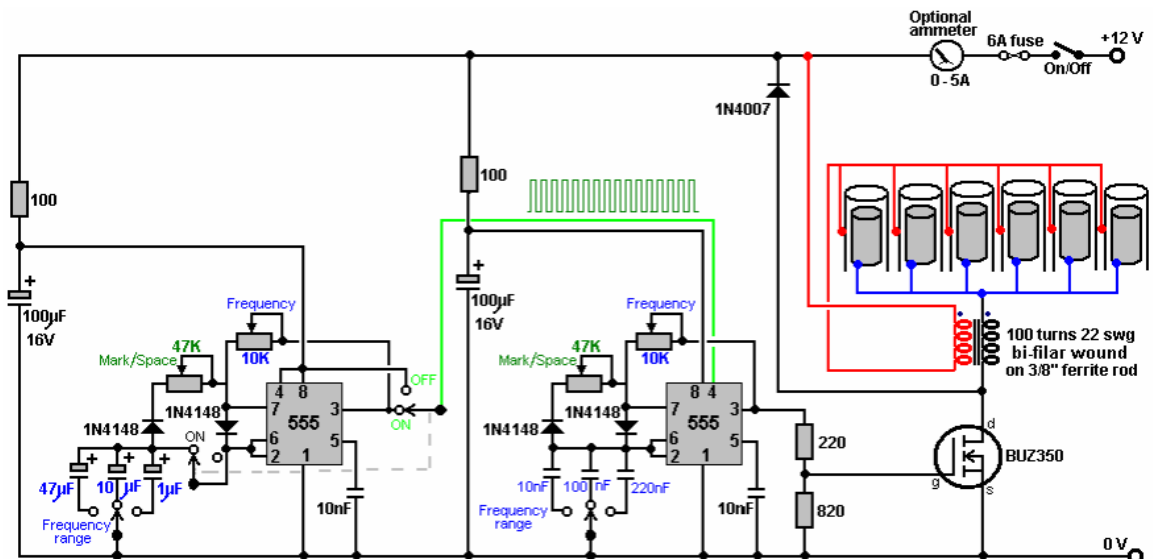 Optional
ammeter
6A fuse
+12 V
0 - 5A
On/Off
1N4007
100
100
+
100µF
16V
+
100µF
16V
Frequency
10K
Mark/Space
47K
4
8
OFF
7
555
3
ON
6
2
5
1
1N4148
1N4148
ON
+
+
+
47µF
10µF
1µF
10nF
Frequency
range
Frequency
10K
Mark/Space
47K
8
4
7
555
3
6
2
5
1
1N4148
1N4148
10nF
100nF
220nF
10nF
Frequency
range
220
820
100 turns 22 swg
bi-filar wound
on 3/8" ferrite rod
d
g
s
BUZ350
0 V